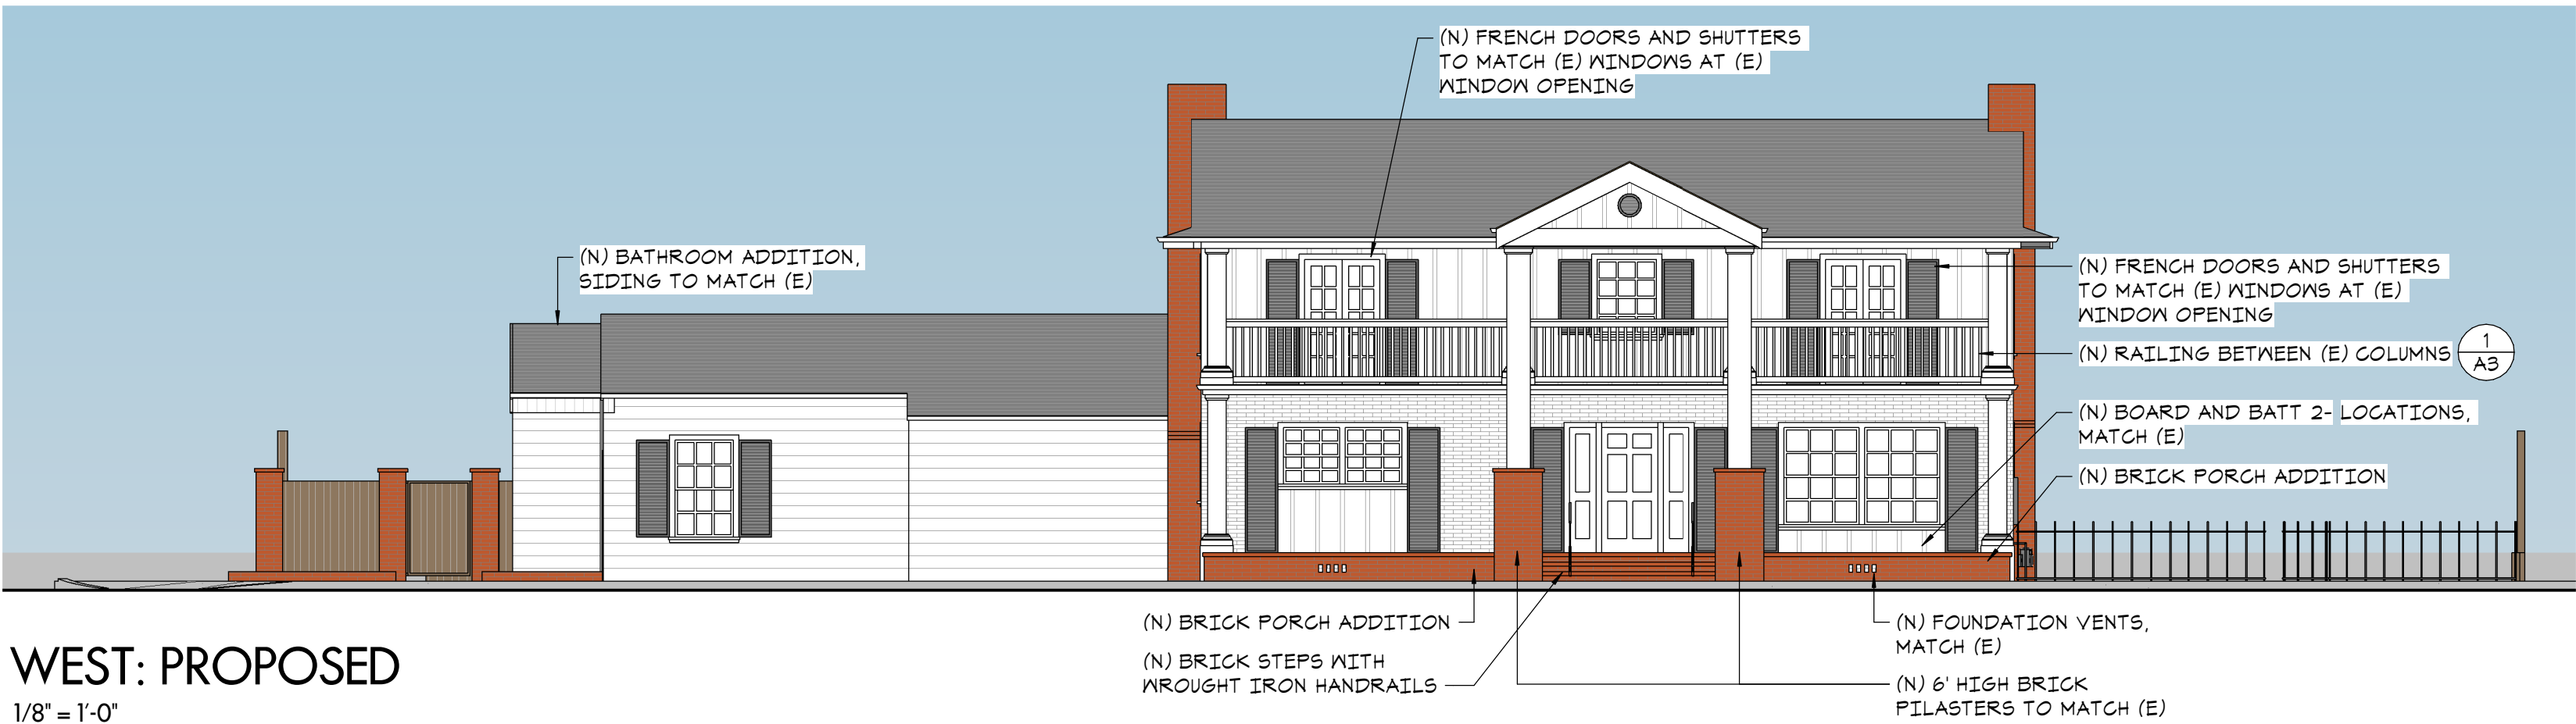 (N) FRENCH DOORS AND SHUTTERS
TO MATCH (E) WINDOWS AT (E)
WINDOW OPENING
(N) BATHROOM ADDITION,
SIDING TO MATCH (E)
(N) FRENCH DOORS AND SHUTTERS
TO MATCH (E) WINDOWS AT (E)
WINDOW OPENING
(N) RAILING BETWEEN (E) COLUMNS
1
A3
(N) BOARD AND BATT 2- LOCATIONS,
MATCH (E)
(N) BRICK PORCH ADDITION
(N) BRICK PORCH ADDITION
(N) BRICK STEPS WITH
WROUGHT IRON HANDRAILS
(N) FOUNDATION VENTS,
MATCH (E)
(N) 6' HIGH BRICK
PILASTERS TO MATCH (E)
WEST: PROPOSED
1/8" = 1'-0"